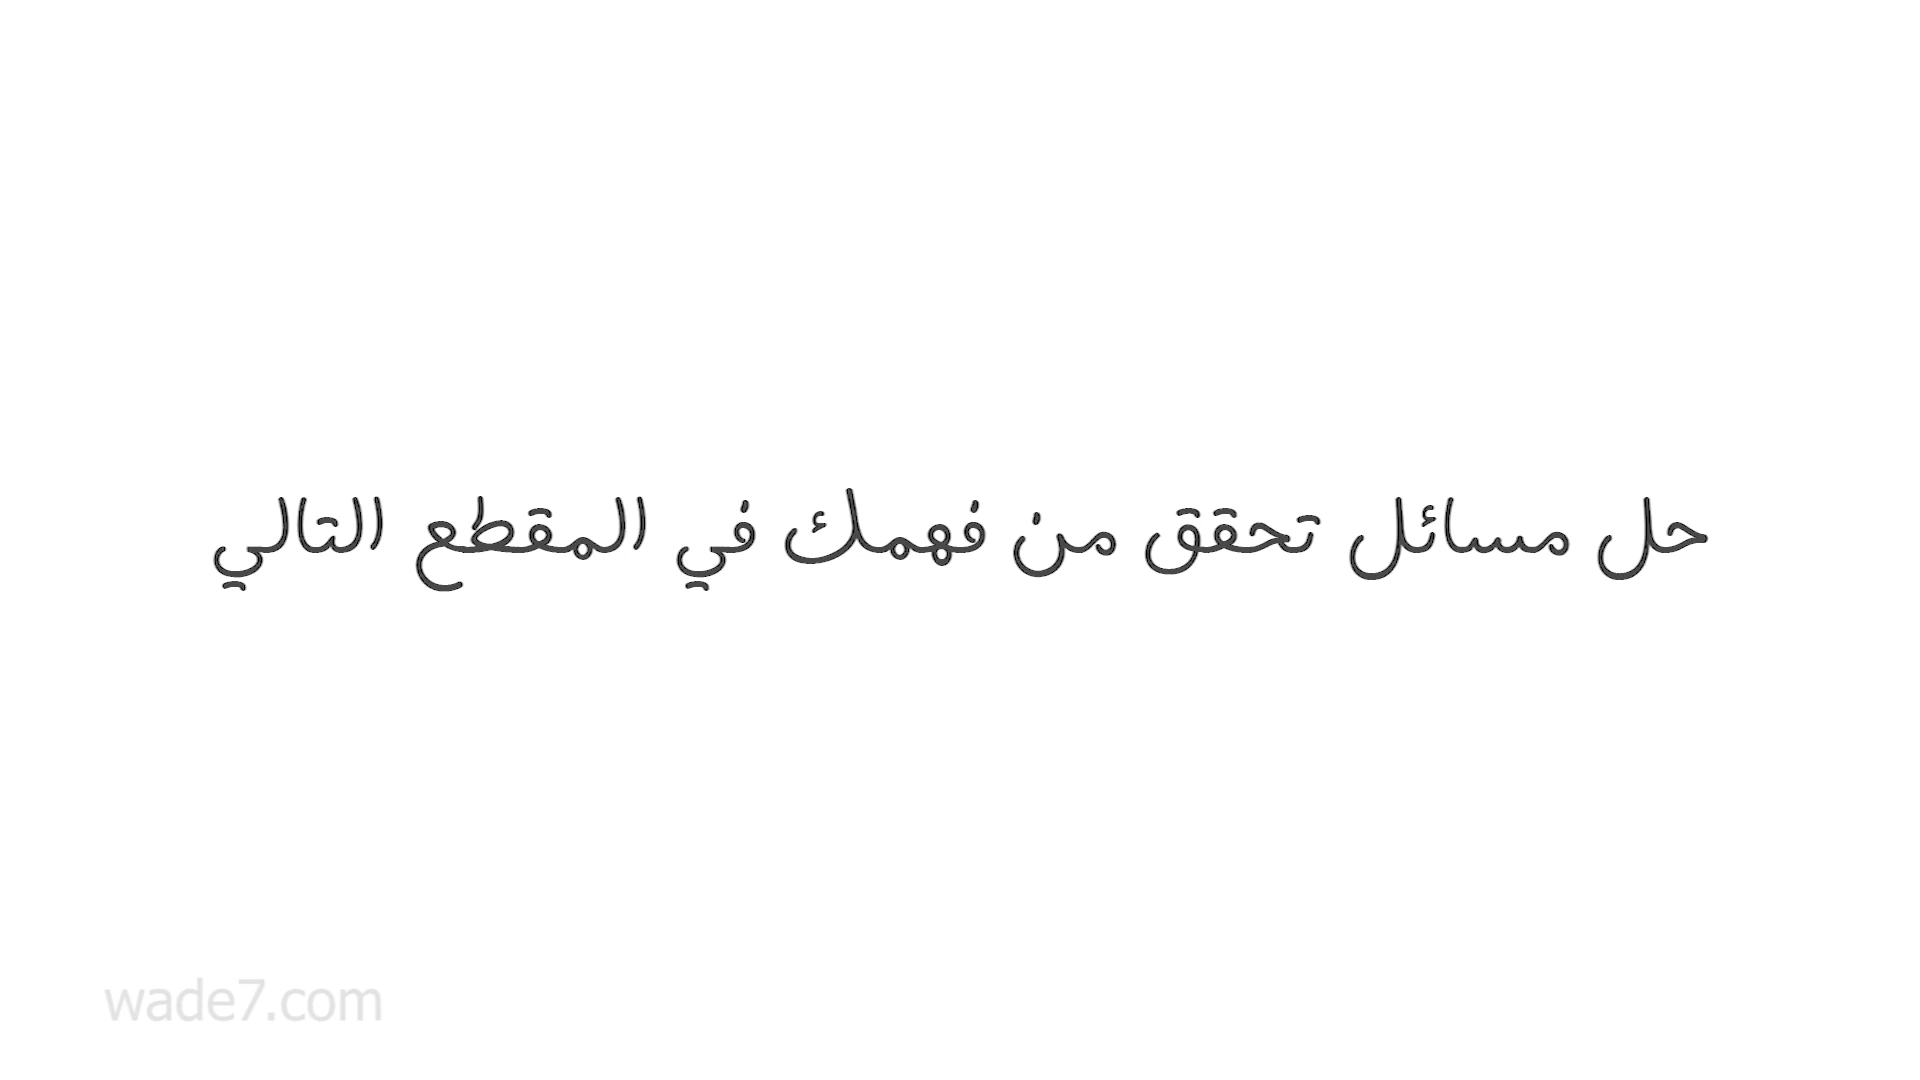 حل مسائل تحقق من فهمك في المقطع التالي
wade7.com